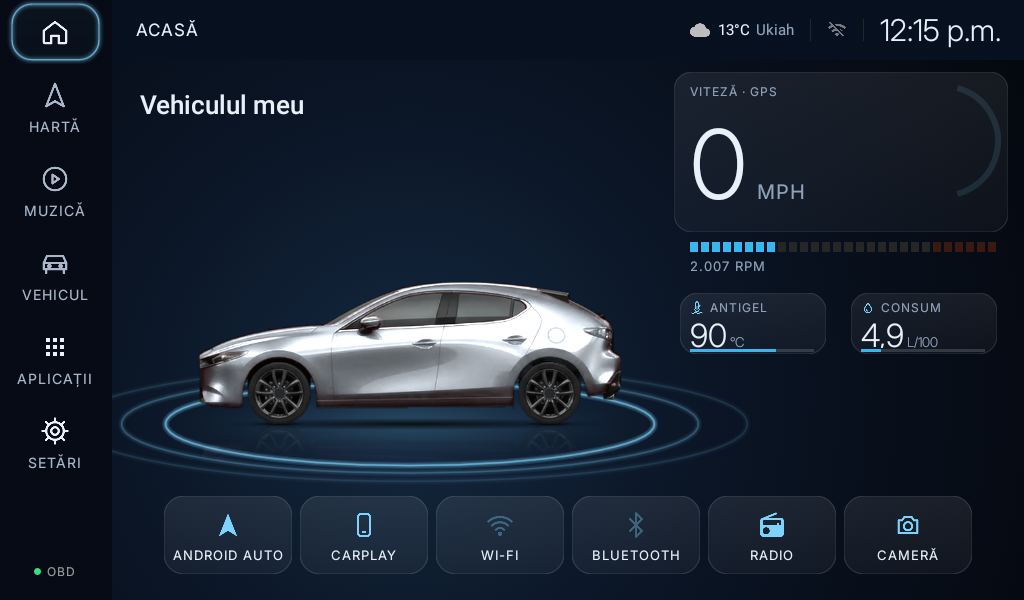 ACASĂ
13°C Ukiah
12:15 p.m.
HARTĂ
MUZICĂ
VEHICUL
APLICAȚII
SETĂRI
OBD
Vehiculul meu
VITEZĂ · GPS
0 MPH
2.007 RPM
ANTIGEL
90 °C
CONSUM
4,9 L/100
ANDROID AUTO
CARPLAY
WI-FI
BLUETOOTH
RADIO
CAMERĂ